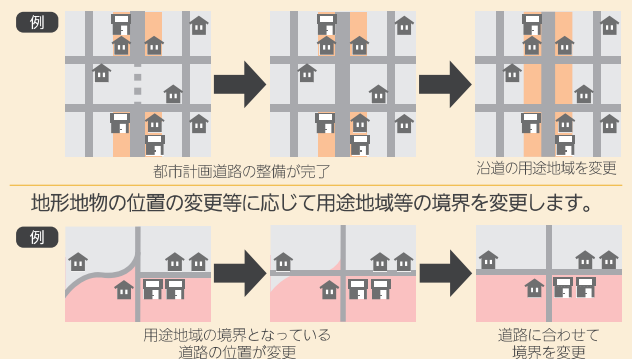 例
都市計画道路の整備が完了
沿道の用途地域を変更
地形地物の位置の変更等に応じて用途地域等の境界を変更します。
例
用途地域の境界となっている
道路の位置が変更
道路に合わせて
境界を変更